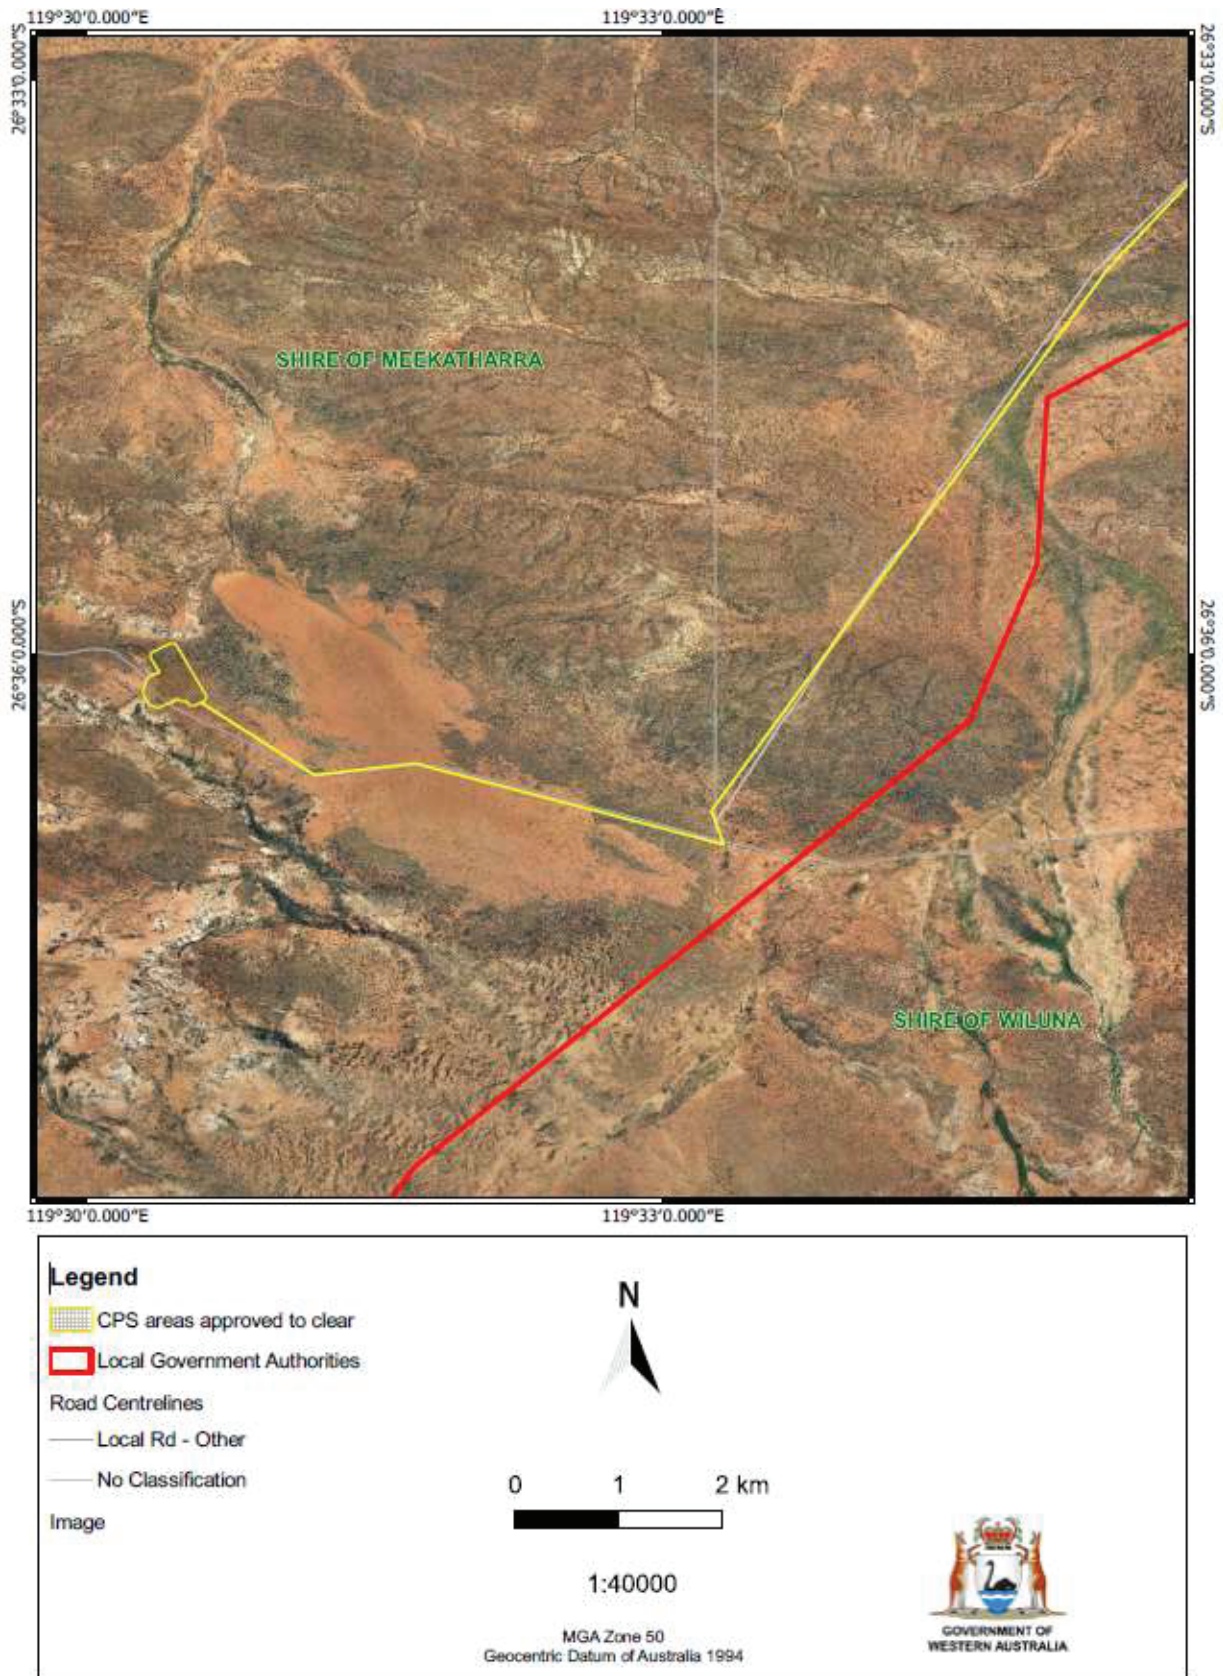 119°30'0.000"E
119°33'0.000"E
26°33'0.000"S
26°33'0.000"S
SHIRE OF MEEKATHARRA
26°36'0.000"S
26°36'0.000"S
SHIRE OF WILUNA
119°30'0.000"E
119°33'0.000"E
Legend
CPS areas approved to clear
Local Government Authorities
Road Centrelines
Local Rd - Other
No Classification
Image
N
0 1 2 km
1:40000
MGA Zone 50
Geocentric Datum of Australia 1994
GOVERNMENT OF
WESTERN AUSTRALIA